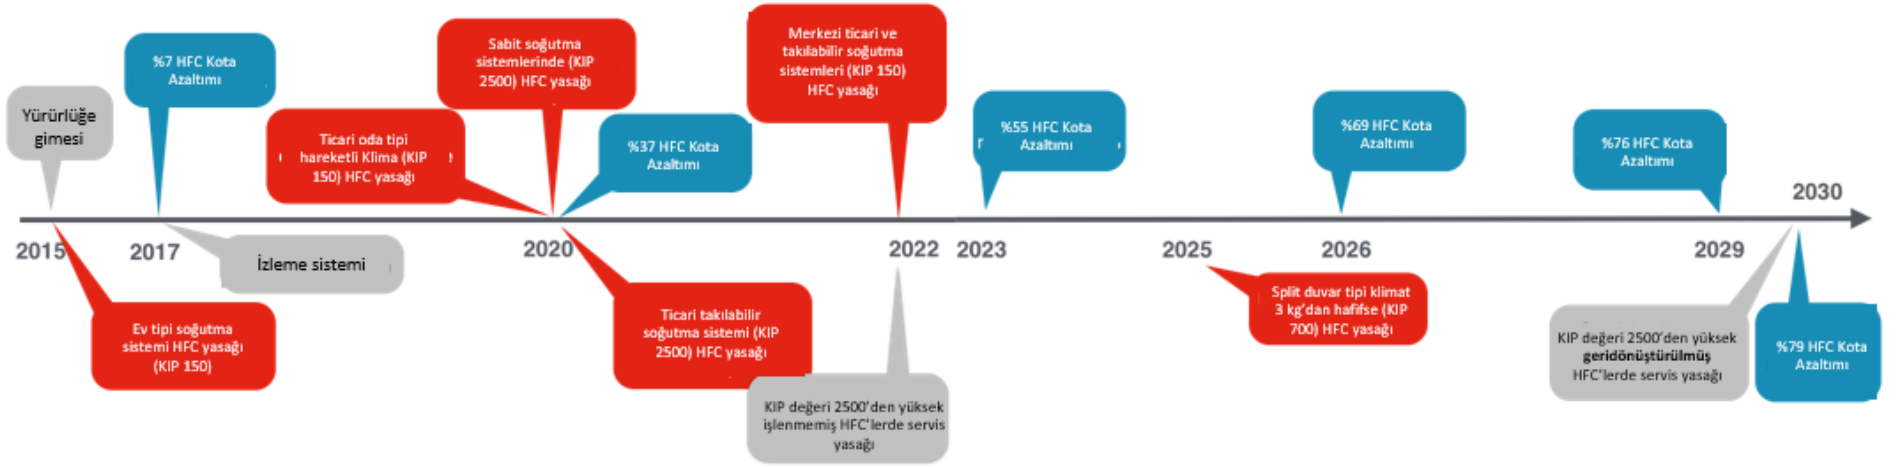 Yürürlüğe
gimesi
%7 HFC Kota
Azaltımı
Ticari oda tipi
hareketli Klima (KIP
150) HFC yasağı
Sabit soğutma
sistemlerinde (KIP
2500) HFC yasağı
%37 HFC Kota
Azaltımı
Merkezi ticari ve
takılabilir soğutma
sistemleri (KIP 150)
HFC yasağı
%55 HFC Kota
Azaltımı
%69 HFC Kota
Azaltımı
%76 HFC Kota
Azaltımı
2030
2015
2017
2020
2022
2023
2025
2026
2029
İzleme sistemi
Ev tipi soğutma
sistemi HFC yasağı
(KIP 150)
Ticari takılabilir
soğutma sistemi (KIP
2500) HFC yasağı
KIP değeri 2500'den yüksek
işlenmemiş HFC'lerde servis
yasağı
Split duvar tipi klimat
3 kg'dan hafifse (KIP
700) HFC yasağı
KIP değeri 2500'den yüksek
geridönüştürülmüş
HFC'lerde servis yasağı
%79 HFC Kota
Azaltımı